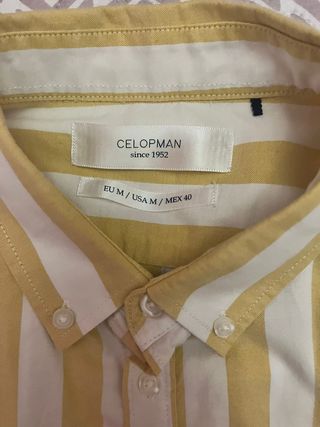 CELOPMAN
since 1952
EU M / USA M / MEX 40